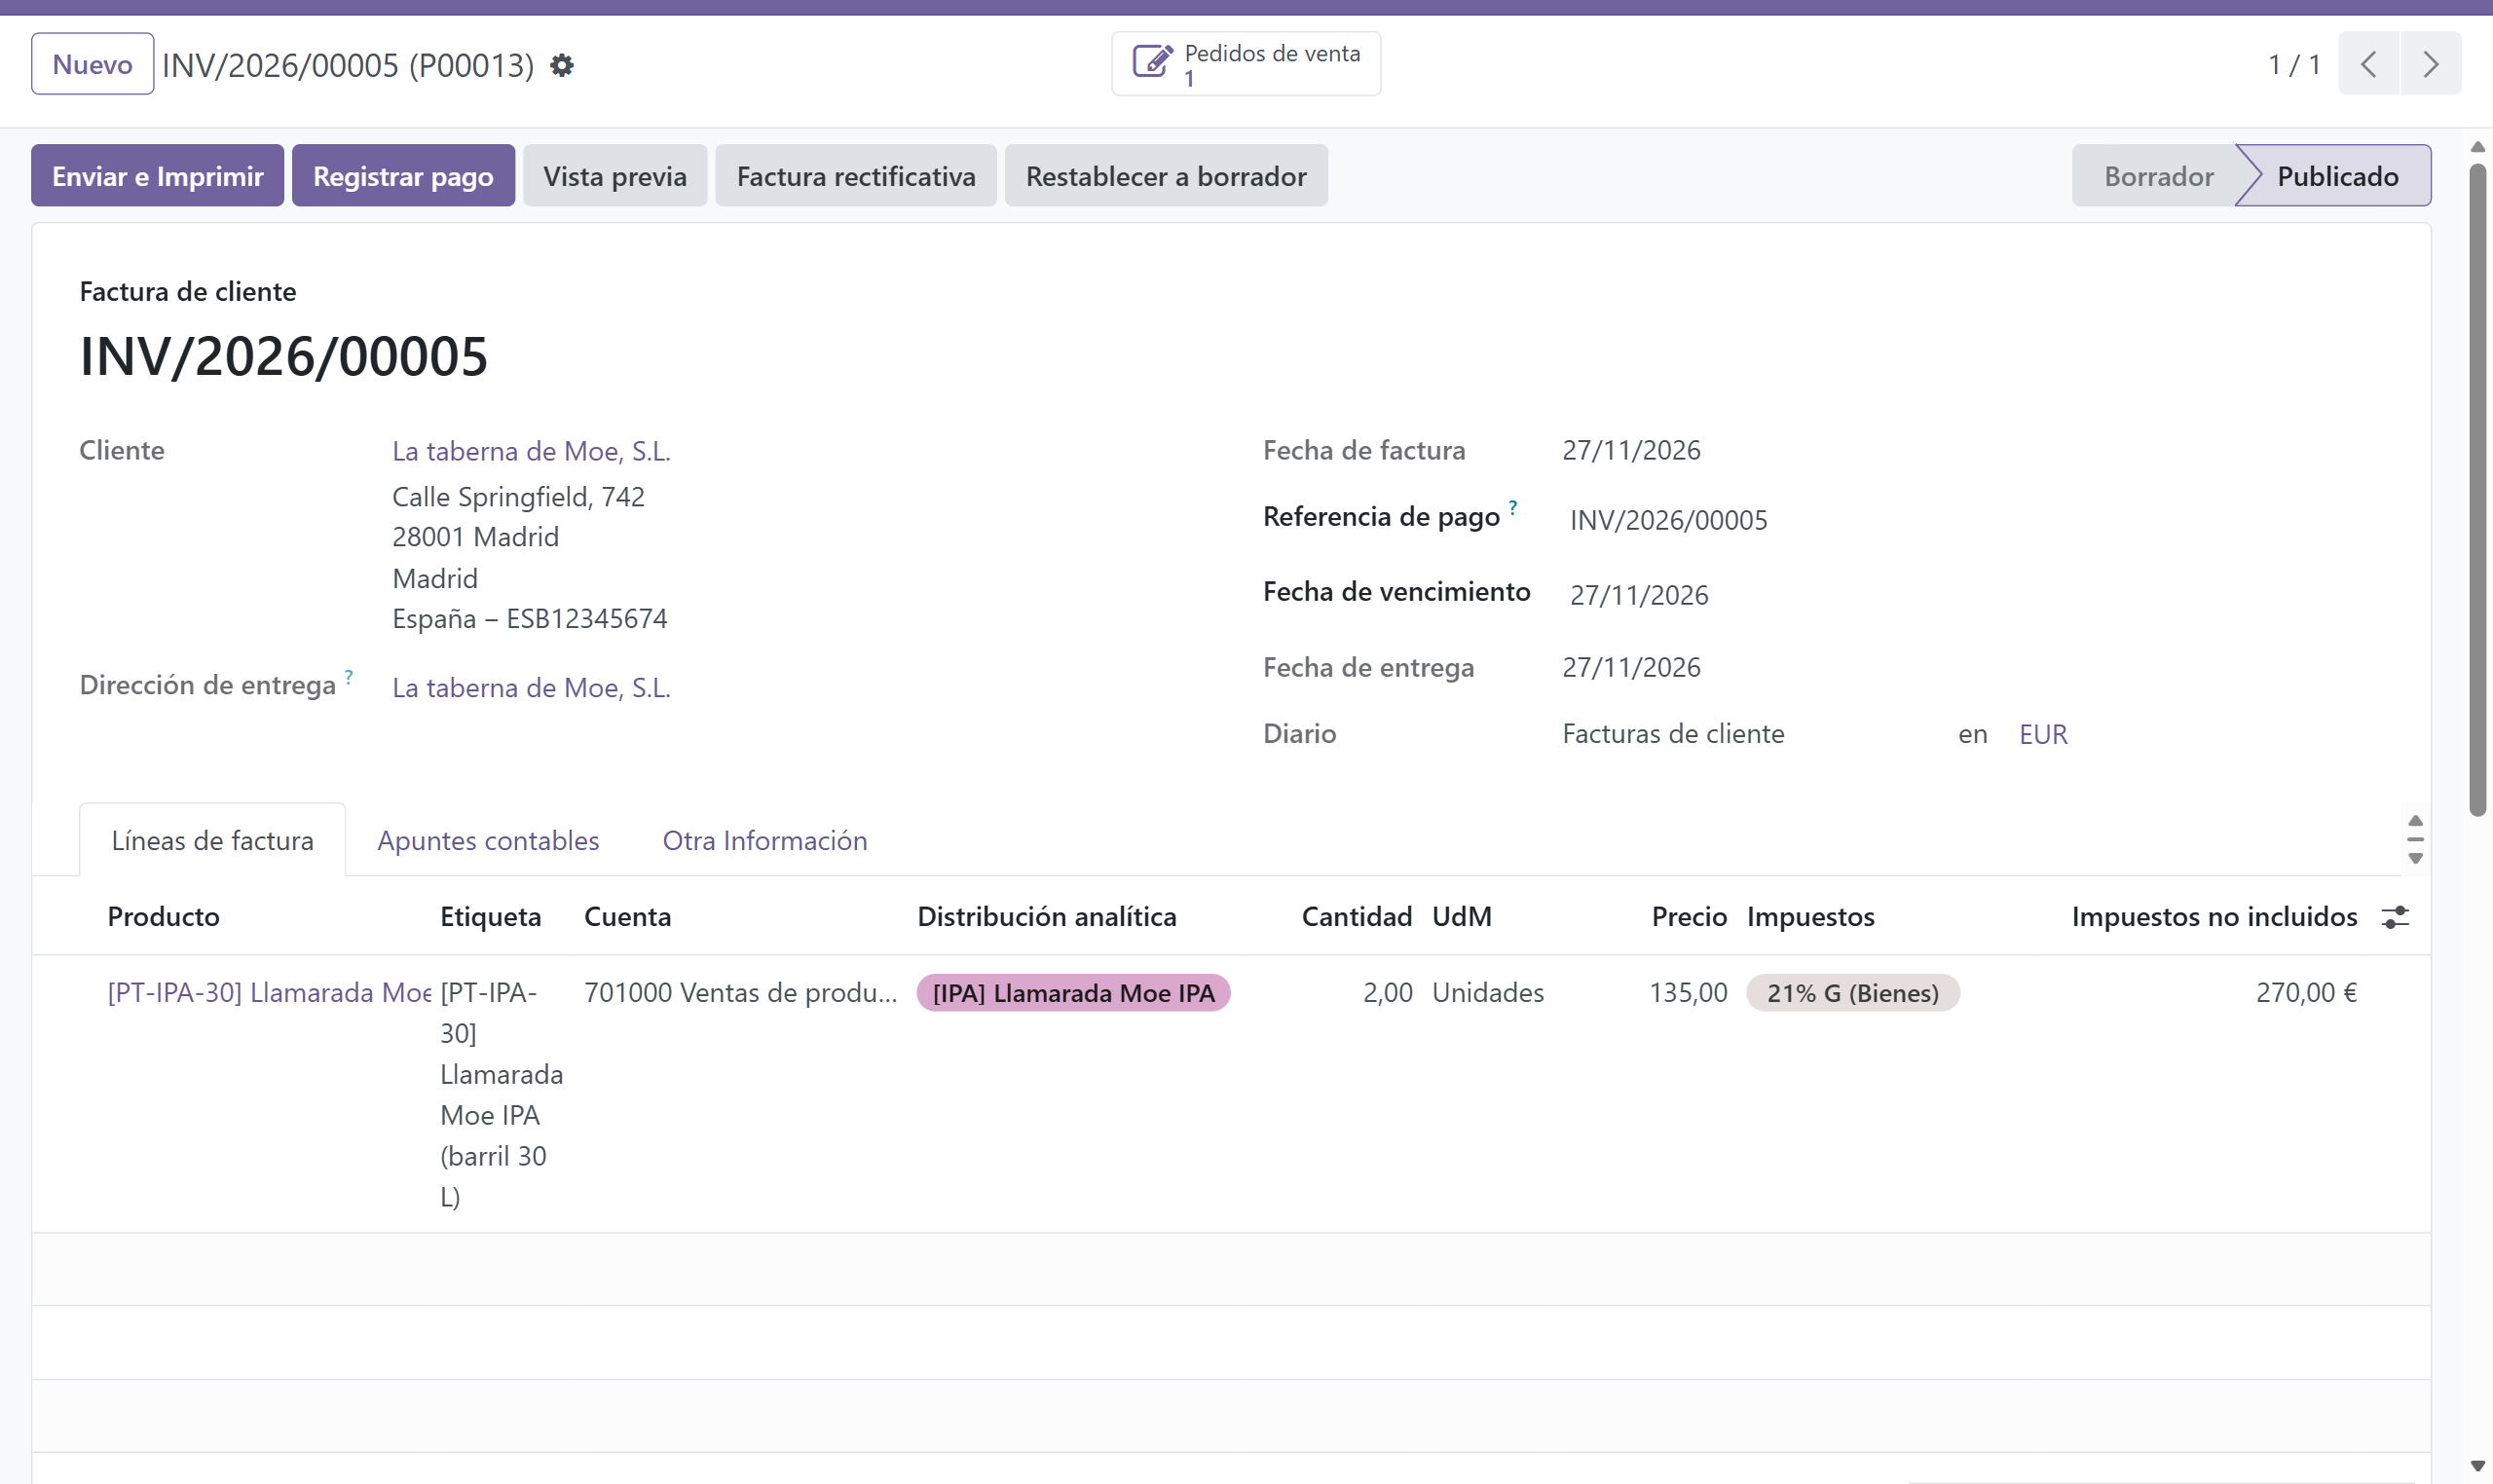 Nuevo INV/2026/00005 (P00013)
Pedidos de venta
1
1 / 1
Enviar e Imprimir Registrar pago Vista previa Factura rectificativa Restablecer a borrador Borrador Publicado
Factura de cliente
INV/2026/00005
Cliente La taberna de Moe, S.L.
Calle Springfield, 742
28001 Madrid
Madrid
España – ESB12345674
Dirección de entrega ? La taberna de Moe, S.L.
Fecha de factura 27/11/2026
Referencia de pago ? INV/2026/00005
Fecha de vencimiento 27/11/2026
Fecha de entrega 27/11/2026
Diario Facturas de cliente en EUR
Líneas de factura Apuntes contables Otra Información
Producto Etiqueta Cuenta Distribución analítica Cantidad UdM Precio Impuestos Impuestos no incluidos
[PT-IPA-30] Llamarada Moe [PT-IPA- 701000 Ventas de produ... [IPA] Llamarada Moe IPA 2,00 Unidades 135,00 21% G (Bienes) 270,00 €
30]
Llamarada
Moe IPA
(barril 30
L)